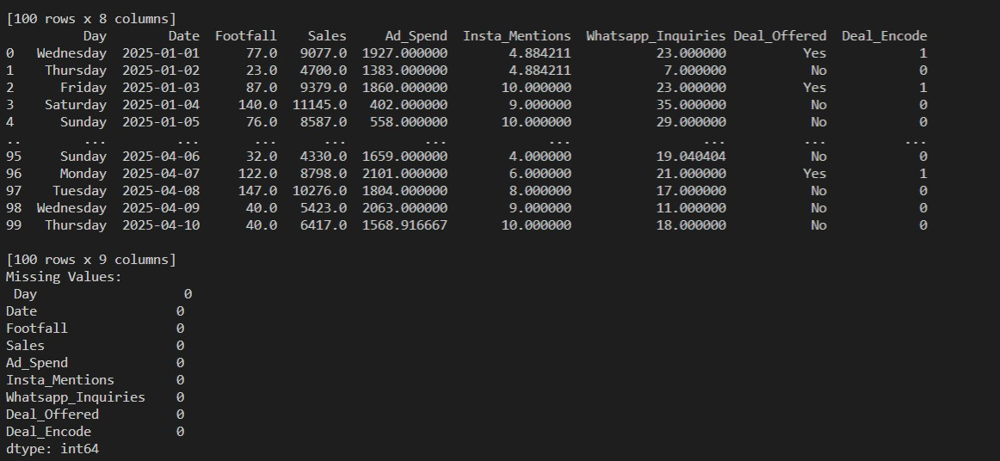 [100 rows x 8 columns]
Day Date Footfall Sales Ad_Spend Insta_Mentions Whatsapp_Inquiries Deal_Offered Deal_Encode
0 Wednesday 2025-01-01 77.0 9077.0 1927.000000 4.884211 23.000000 Yes 1
1 Thursday 2025-01-02 23.0 4700.0 1383.000000 4.884211 7.000000 No 0
2 Friday 2025-01-03 87.0 9379.0 1860.000000 10.000000 23.000000 Yes 1
3 Saturday 2025-01-04 140.0 11145.0 402.000000 9.000000 35.000000 No 0
4 Sunday 2025-01-05 76.0 8587.0 558.000000 10.000000 29.000000 No 0
.. ... ... ... ... ... ... ... ... ...
95 Sunday 2025-04-06 32.0 4330.0 1659.000000 4.000000 19.040404 No 0
96 Monday 2025-04-07 122.0 8798.0 2101.000000 6.000000 21.000000 Yes 1
97 Tuesday 2025-04-08 147.0 10276.0 1804.000000 8.000000 17.000000 No 0
98 Wednesday 2025-04-09 40.0 5423.0 2063.000000 9.000000 11.000000 No 0
99 Thursday 2025-04-10 40.0 6417.0 1568.916667 10.000000 18.000000 No 0
[100 rows x 9 columns]
Missing Values:
Day 0
Date 0
Footfall 0
Sales 0
Ad_Spend 0
Insta_Mentions 0
Whatsapp_Inquiries 0
Deal_Offered 0
Deal_Encode 0
dtype: int64